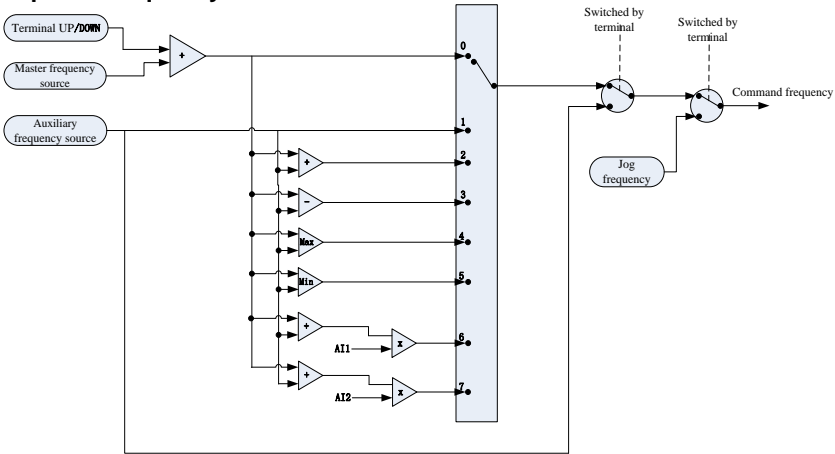 Terminal UP/DOWN
Master frequency
source
Auxiliary
frequency source
+
+
-
Max
Min
+
+
AI1
x
AI2
x
0
1
2
3
4
5
6
7
Switched by
terminal
Switched by
terminal
Command frequency
Jog
frequency